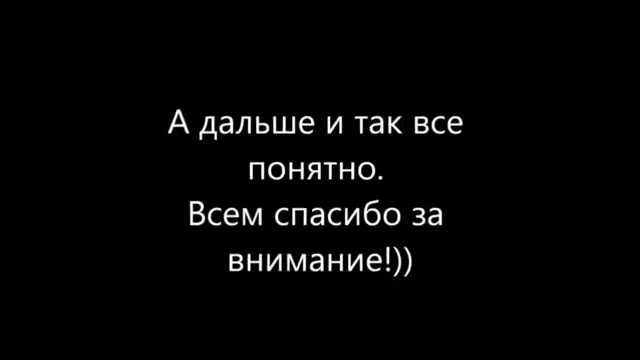 А дальше и так все
понятно.
Всем спасибо за
внимание!))